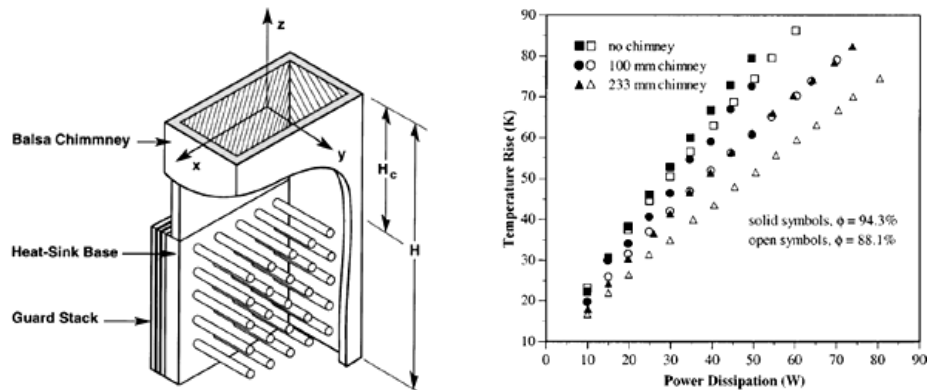 z
Balsa Chimmney
x
y
H_c
H
Heat-Sink Base
Guard Stack
Temperature Rise (K)
90
80
70
60
50
40
30
20
10
no chimney
100 mm chimney
233 mm chimney
solid symbols, ϕ = 94.3%
open symbols, ϕ = 88.1%
0 10 20 30 40 50 60 70 80 90
Power Dissipation (W)